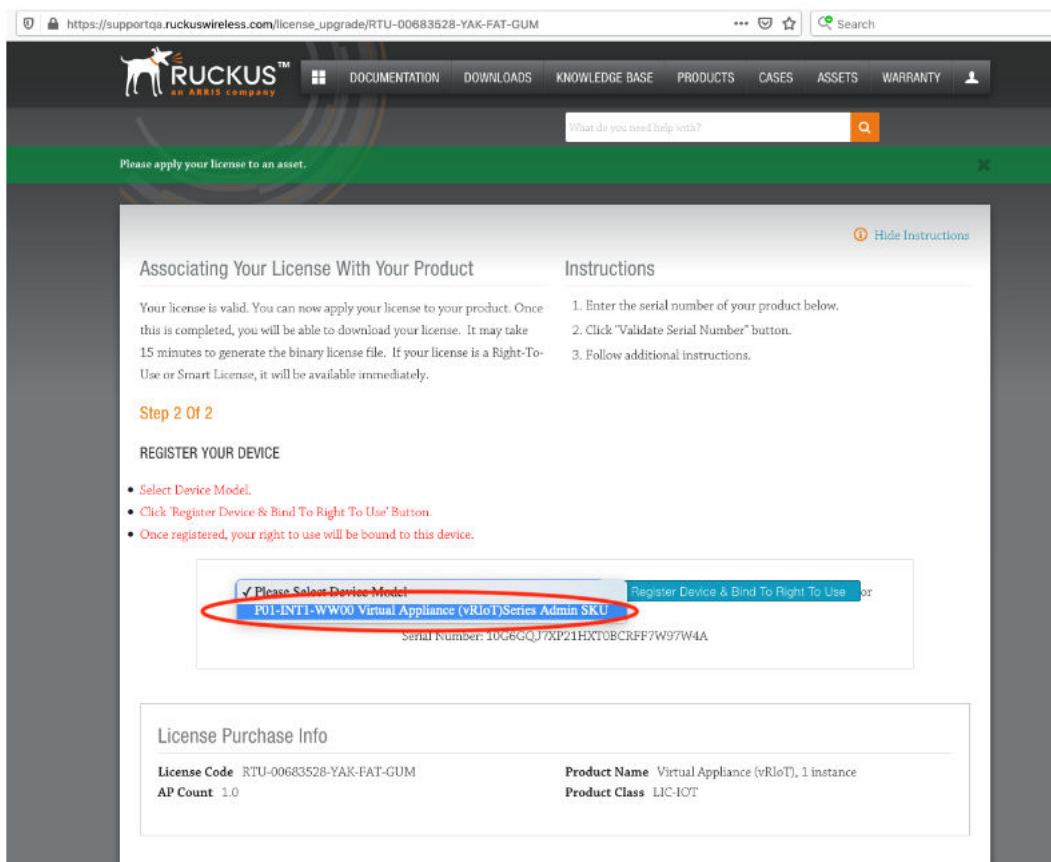 https://supportqa.ruckuswireless.com/license_upgrade/RTU-00683528-YAK-FAT-GUM
Search
RUCKUS™
an ARRIS company
DOCUMENTATION DOWNLOADS KNOWLEDGE BASE PRODUCTS CASES ASSETS WARRANTY
What do you need help with?
Please apply your license to an asset.
Hide Instructions
Associating Your License With Your Product
Your license is valid. You can now apply your license to your product. Once
this is completed, you will be able to download your license. It may take
15 minutes to generate the binary license file. If your license is a Right-To-
Use or Smart License, it will be available immediately.
Instructions
1. Enter the serial number of your product below.
2. Click "Validate Serial Number" button.
3. Follow additional instructions.
Step 2 Of 2
REGISTER YOUR DEVICE
• Select Device Model.
• Click 'Register Device & Bind To Right To Use' Button.
• Once registered, your right to use will be bound to this device.
✓ Please Select Device Model
Register Device & Bind To Right To Use or
P01-INT1-WW00 Virtual Appliance (vRIoT)Series Admin SKU
Serial Number: 10G6GQJ7XP21HXT0BCRFF7W97W4A
License Purchase Info
License Code RTU-00683528-YAK-FAT-GUM
AP Count 1.0
Product Name Virtual Appliance (vRIoT), 1 instance
Product Class LIC-IOT